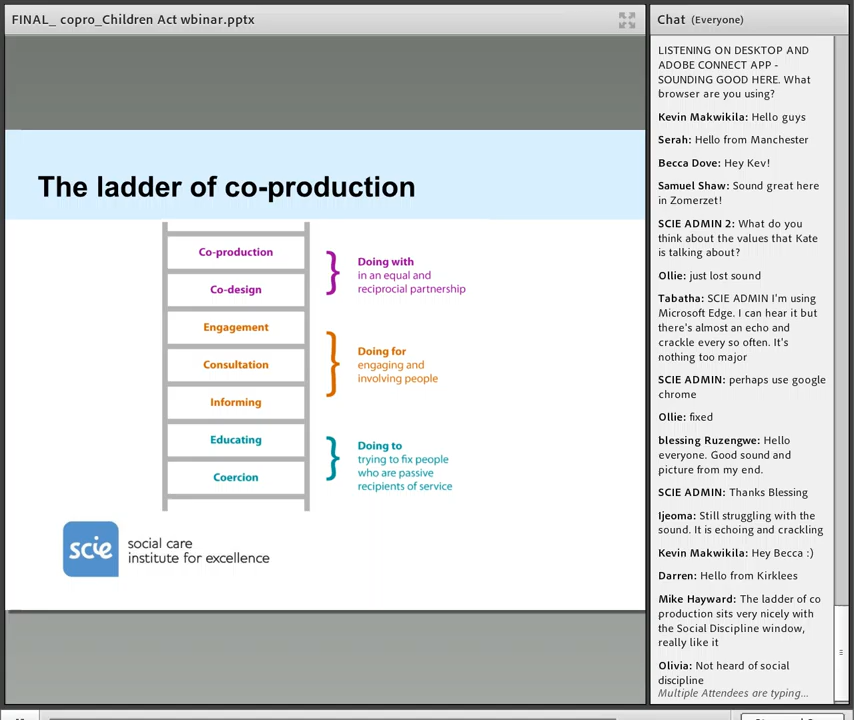 FINAL_ copro_Children Act wbinar.pptx
The ladder of co-production
Co-production
Co-design
Engagement
Consultation
Informing
Educating
Coercion
Doing with
in an equal and
reciprocial partnership
Doing for
engaging and
involving people
Doing to
trying to fix people
who are passive
recipients of service
scie
social care
institute for excellence
Chat (Everyone)
LISTENING ON DESKTOP AND
ADOBE CONNECT APP -
SOUNDING GOOD HERE. What
browser are you using?
Kevin Makwikila: Hello guys
Serah: Hello from Manchester
Becca Dove: Hey Kev!
Samuel Shaw: Sound great here
in Zomerzet!
SCIE ADMIN 2: What do you
think about the values that Kate
is talking about?
Ollie: just lost sound
Tabatha: SCIE ADMIN I'm using
Microsoft Edge. I can hear it but
there's almost an echo and
crackle every so often. It's
nothing too major
SCIE ADMIN: perhaps use google
chrome
Ollie: fixed
blessing Ruzengwe: Hello
everyone. Good sound and
picture from my end.
SCIE ADMIN: Thanks Blessing
Ijeoma: Still struggling with the
sound. It is echoing and crackling
Kevin Makwikila: Hey Becca :)
Darren: Hello from Kirklees
Mike Hayward: The ladder of co
production sits very nicely with
the Social Discipline window,
really like it
Olivia: Not heard of social
discipline
Multiple Attendees are typing...